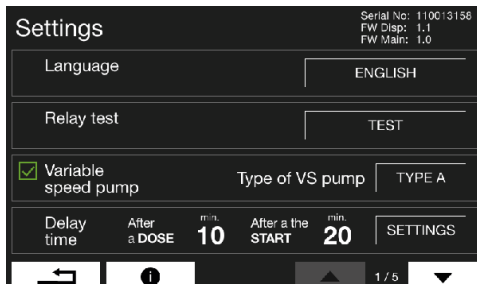 Settings
Serial No: 110013158
FW Disp: 1.1
FW Main: 1.0
Language
ENGLISH
Relay test
TEST
Variable
speed pump
Type of VS pump
TYPE A
Delay
time
After
a DOSE
min.
10
After a the
START
min.
20
SETTINGS
1/5